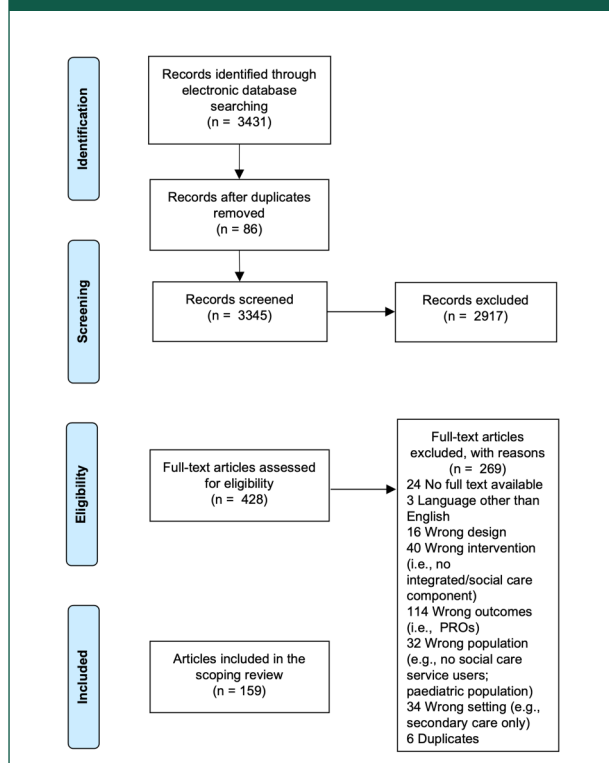 Identification
Records identified through
electronic database
searching
(n = 3431)
Records after duplicates
removed
(n = 86)
Screening
Records screened
(n = 3345)
Records excluded
(n = 2917)
Eligibility
Full-text articles assessed
for eligibility
(n = 428)
Full-text articles
excluded, with reasons
(n = 269)
24 No full text available
3 Language other than
English
16 Wrong design
40 Wrong intervention
(i.e., no
integrated/social care
component)
114 Wrong outcomes
(i.e., PROs)
32 Wrong population
(e.g., no social care
service users;
paediatric population)
34 Wrong setting (e.g.,
secondary care only)
6 Duplicates
Included
Articles included in the
scoping review
(n = 159)